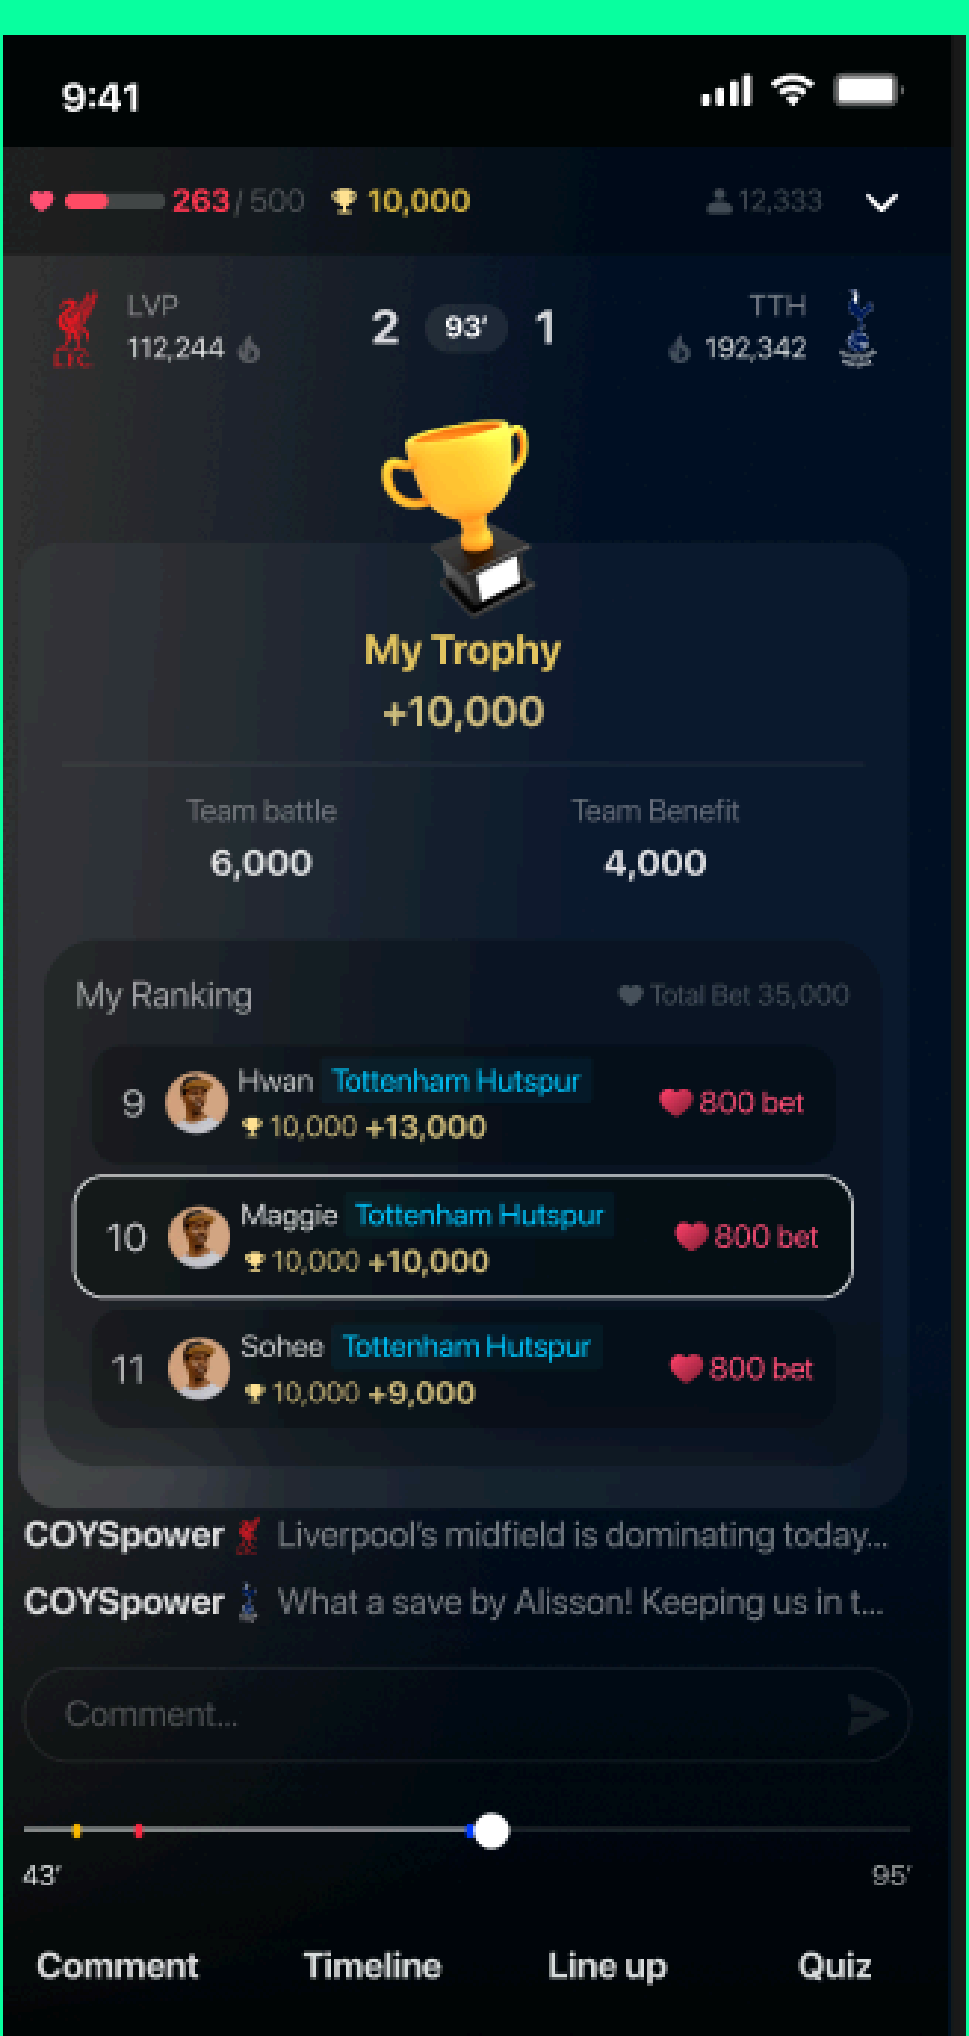 9:41
263/500 10,000 12,333
LVP 2 93' 1 TTH
112,244 192,342
L.F.C.
My Trophy
+10,000
Team battle Team Benefit
6,000 4,000
My Ranking Total Bet 35,000
9 Hwan Tottenham Hutspur 800 bet
10,000 +13,000
10 Maggie Tottenham Hutspur 800 bet
10,000 +10,000
11 Sohee Tottenham Hutspur 800 bet
10,000 +9,000
COYSpower Liverpool's midfield is dominating today...
COYSpower What a save by Alisson! Keeping us in t...
Comment...
43' 95'
Comment Timeline Line up Quiz